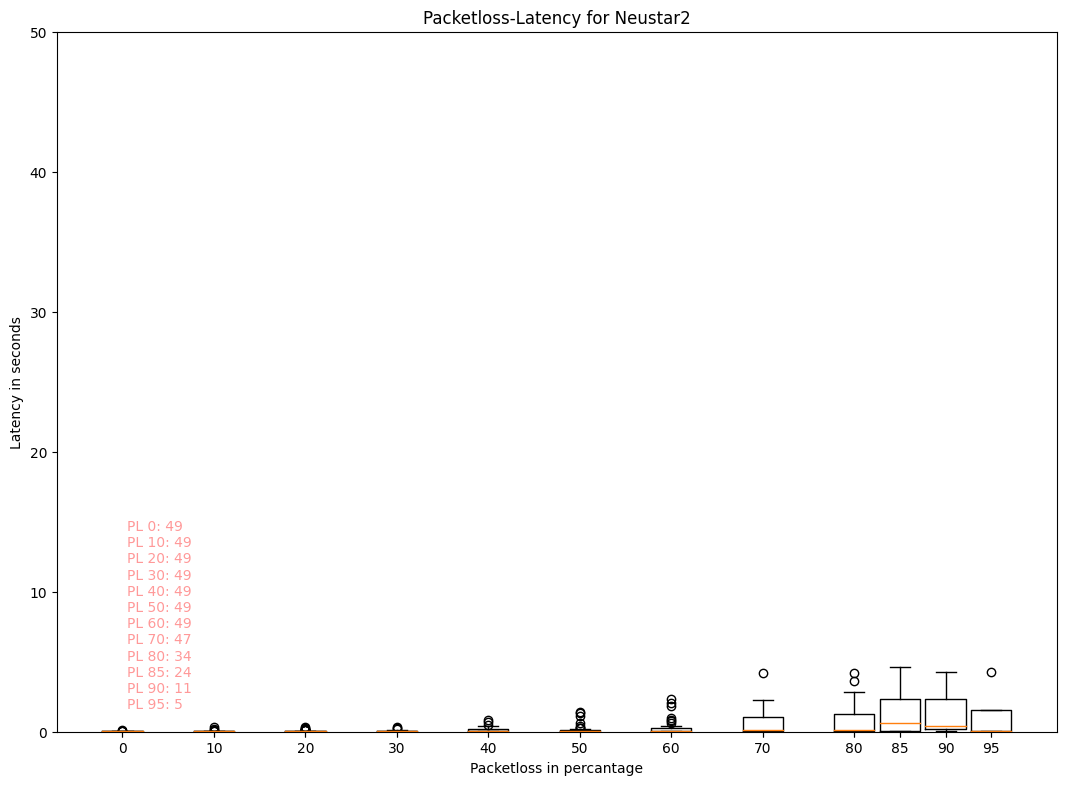 Packetloss-Latency for Neustar2
50
40
30
20
10
0
Latency in seconds
PL 0: 49
PL 10: 49
PL 20: 49
PL 30: 49
PL 40: 49
PL 50: 49
PL 60: 49
PL 70: 47
PL 80: 34
PL 85: 24
PL 90: 11
PL 95: 5
0 10 20 30 40 50 60 70 80 85 90 95
Packetloss in percantage